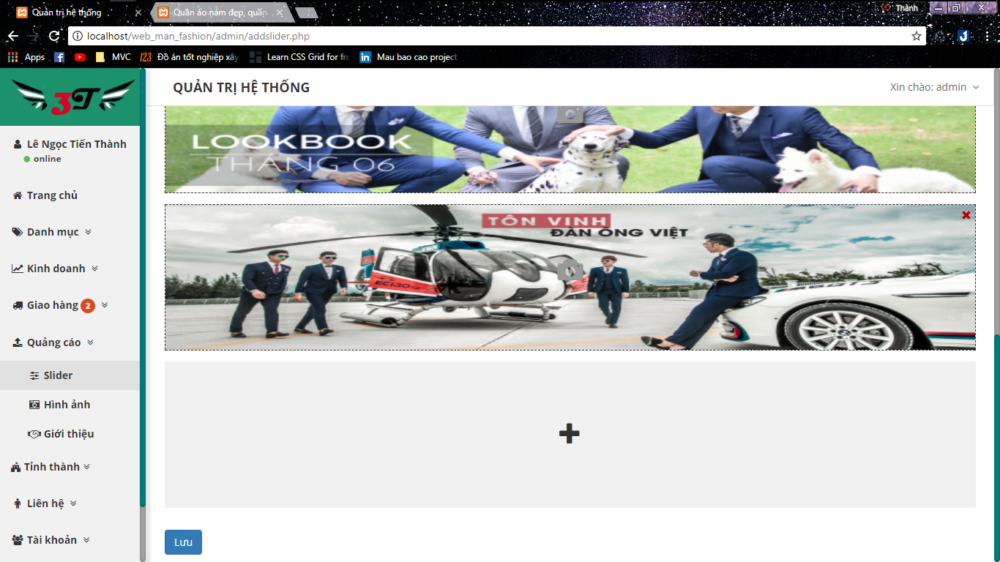 Quản trị hệ thống
Quần áo nam đẹp, quần
Thành
localhost/web_man_fashion/admin/addslider.php
Apps
MVC
123 Đồ án tốt nghiệp xây
Learn CSS Grid for fre
in Mau bao cao project
3T
QUẢN TRỊ HỆ THỐNG
Xin chào: admin
Lê Ngọc Tiến Thành
online
Trang chủ
Danh mục
Kinh doanh
Giao hàng 2
Quảng cáo
Slider
Hình ảnh
Giới thiệu
Tỉnh thành
Liên hệ
Tài khoản
LOOKBOOK
THÁNG 06
TÔN VINH
ĐÀN ÔNG VIỆT
EC130
Lưu